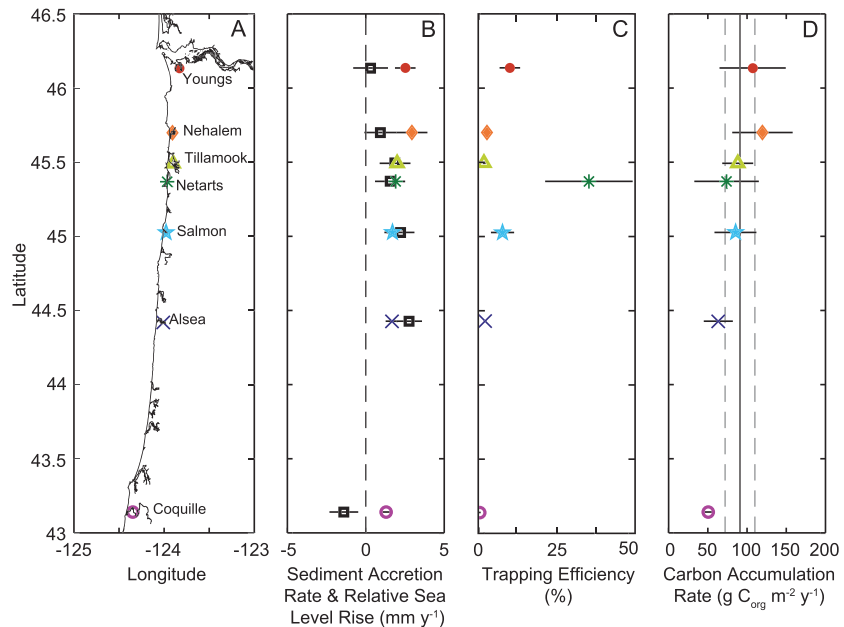 46.5
46
45.5
45
44.5
44
43.5
43
Latitude
A
Youngs
Nehalem
Tillamook
Netarts
Salmon
Alsea
Coquille
-125
-124
-123
Longitude
B
-5
0
5
Sediment Accretion
Rate & Relative Sea
Level Rise (mm y⁻¹)
C
0
50
Trapping Efficiency
(%)
D
0
50
100
150
200
Carbon Accumulation
Rate (g C_org m⁻² y⁻¹)